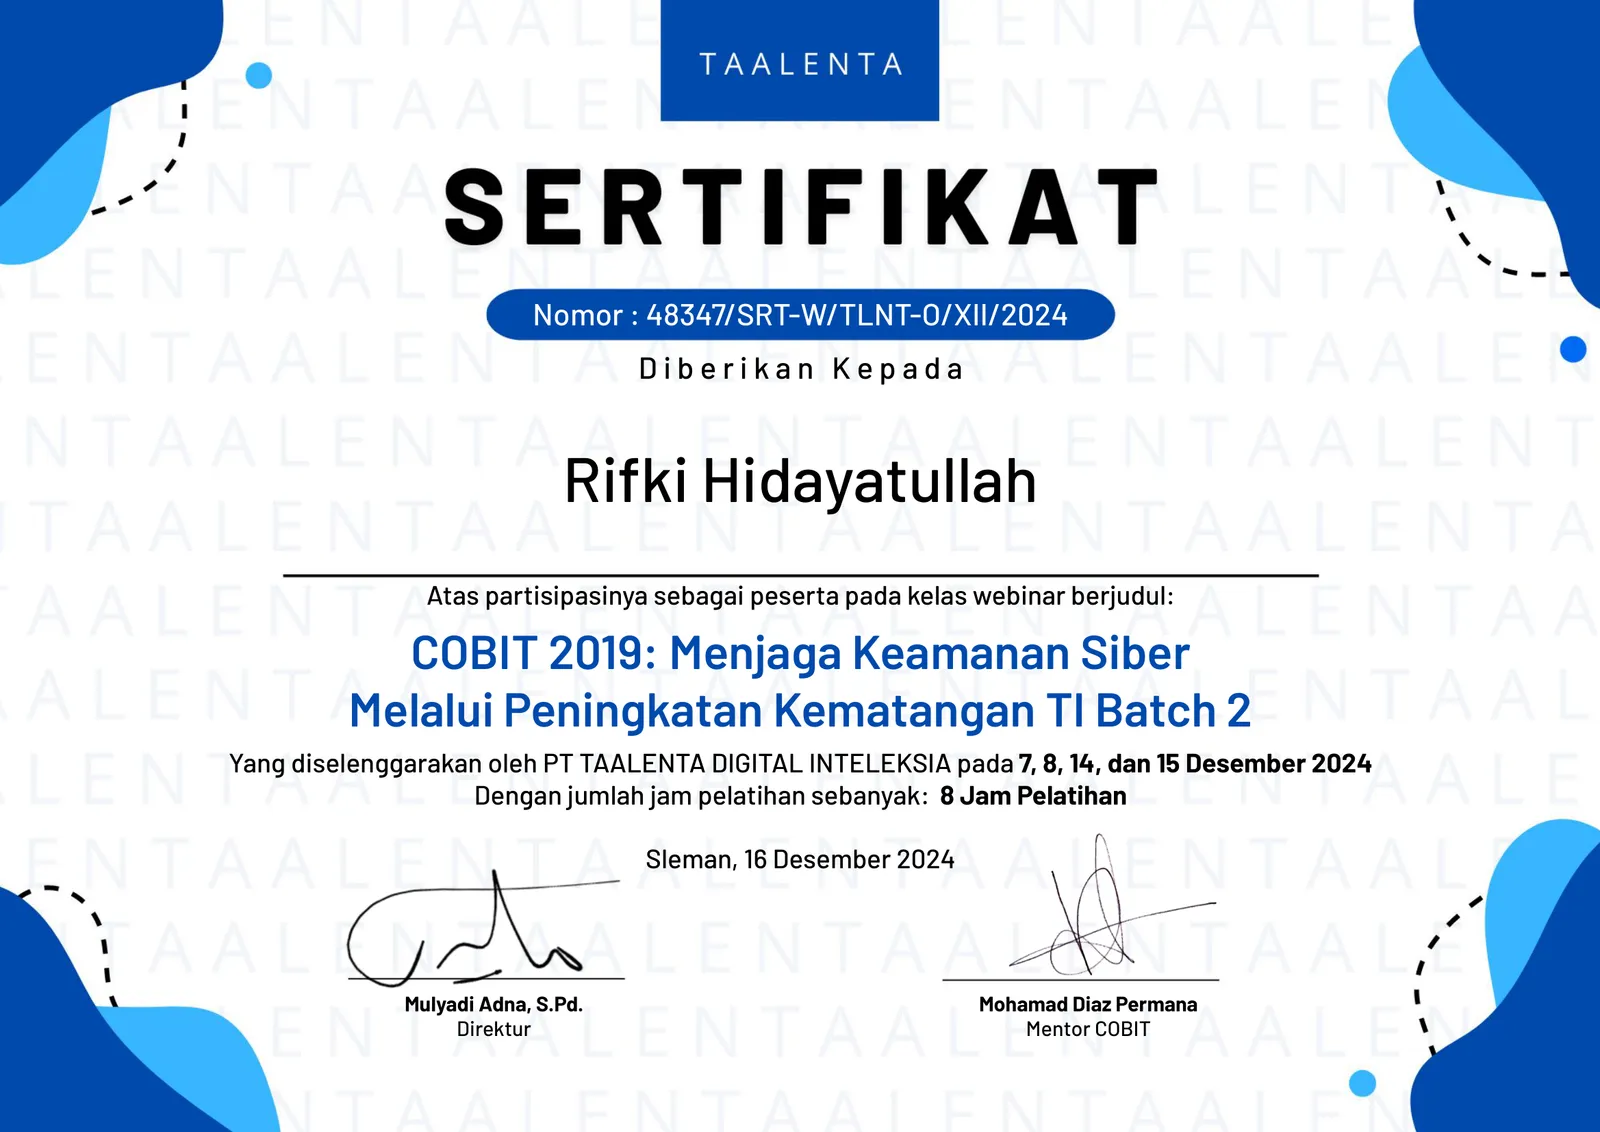 TAALENTA
SERTIFIKAT
Nomor : 48347/SRT-W/TLNT-O/XII/2024
Diberikan Kepada
Rifki Hidayatullah
Atas partisipasinya sebagai peserta pada kelas webinar berjudul:
COBIT 2019: Menjaga Keamanan Siber
Melalui Peningkatan Kematangan TI Batch 2
Yang diselenggarakan oleh PT TAALENTA DIGITAL INTELEKSIA pada 7, 8, 14, dan 15 Desember 2024
Dengan jumlah jam pelatihan sebanyak: 8 Jam Pelatihan
Sleman, 16 Desember 2024
Mulyadi Adna, S.Pd.
Direktur
Mohamad Diaz Permana
Mentor COBIT